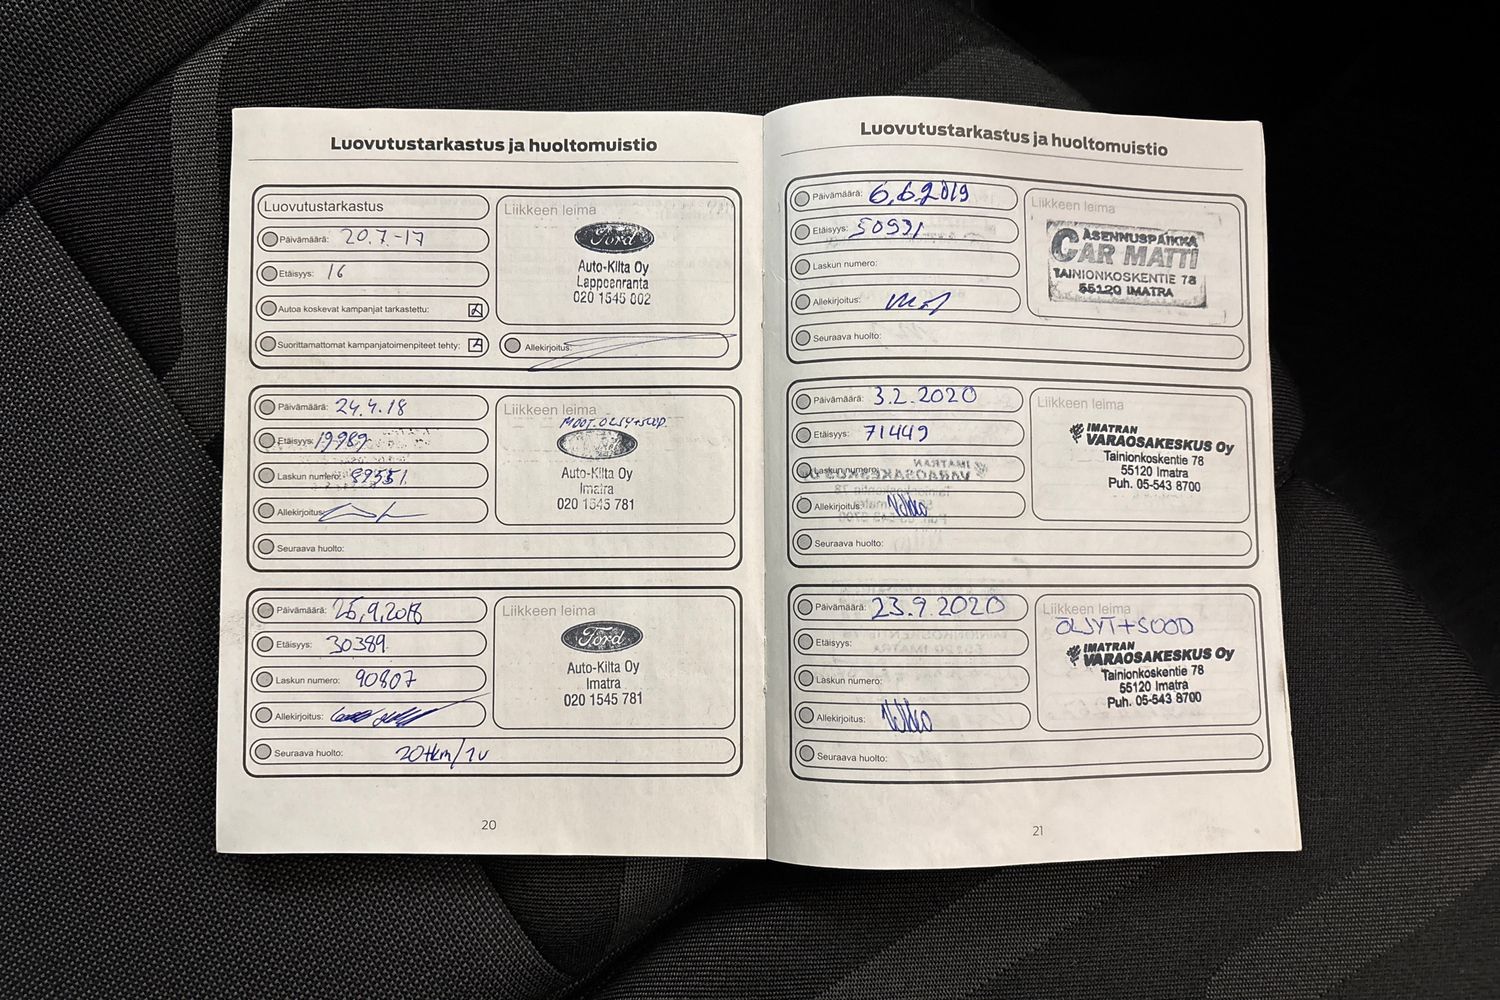 Luovutustarkastus ja huoltomuistio
Luovutustarkastus
Päivämäärä: 20.7.-17
Etäisyys: 16
Autoa koskevat kampanjat tarkastettu:
Suorittamattomat kampanjatoimenpiteet tehty:
Liikkeen leima
Ford
Auto-Kilta Oy
Lappeenranta
020 1545 002
Allekirjoitus:
Päivämäärä: 24.4.18
Etäisyys: 19989
Laskun numero: 89551
Allekirjoitus:
Liikkeen leima
MOOT.ÖLJY+SUOD.
Auto-Kilta Oy
Imatra
020 1545 781
Seuraava huolto:
Päivämäärä: 25.9.2018
Etäisyys: 30389
Laskun numero: 90807
Allekirjoitus:
Liikkeen leima
Ford
Auto-Kilta Oy
Imatra
020 1545 781
Seuraava huolto: 20tkm/1v
20
Luovutustarkastus ja huoltomuistio
Päivämäärä: 6.6.2019
Etäisyys: 50931
Laskun numero:
Allekirjoitus:
Liikkeen leima
ASENNUSPAIKKA
CAR MATTI
TAINIONKOSKENTIE 78
55120 IMATRA
Seuraava huolto:
Päivämäärä: 3.2.2020
Etäisyys: 71449
Laskun numero:
Allekirjoitus:
Liikkeen leima
IMATRAN
VARAOSAKESKUS Oy
Tainionkoskentie 78
55120 Imatra
Puh. 05-543 8700
Seuraava huolto:
Päivämäärä: 23.9.2020
Etäisyys:
Laskun numero:
Allekirjoitus:
Liikkeen leima
ÖLJYT+SUOD
IMATRAN
VARAOSAKESKUS Oy
Tainionkoskentie 78
55120 Imatra
Puh. 05-543 8700
Seuraava huolto:
21